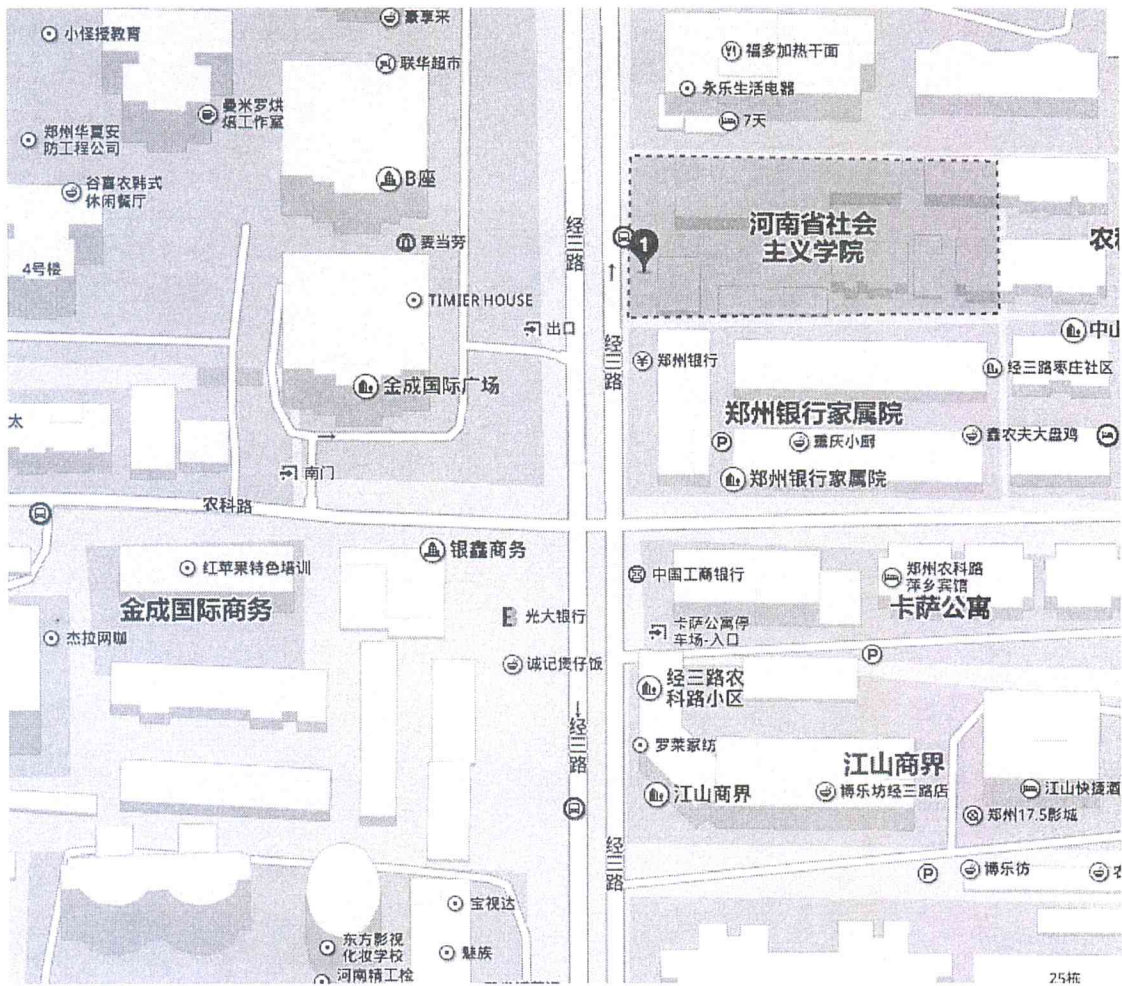 小怪授教育
豪享来
联华超市
曼米罗烘
焙工作室
郑州华夏安
防工程公司
谷喜农韩式
休闲餐厅
B座
麦当劳
4号楼
TIMIER HOUSE
出口
金成国际广场
太
南门
农科路
经三路
福多加热干面
永乐生活电器
7天
1
河南省社会
主义学院
农科
中山
经三路
郑州银行
经三路枣庄社区
郑州银行家属院
P
重庆小厨
鑫农夫大盘鸡
郑州银行家属院
银鑫商务
红苹果特色培训
金成国际商务
杰拉网咖
光大银行
诚记煲仔饭
中国工商银行
郑州农科路
萍乡宾馆
卡萨公寓
卡萨公寓停
车场-入口
P
经三路农
科路小区
经三路
罗莱家纺
江山商界
江山商界
博乐坊经三路店
江山快捷酒
郑州17.5影城
经三路
P
博乐坊
农
宝视达
东方影视
化妆学校
魅族
河南精工检
25栋